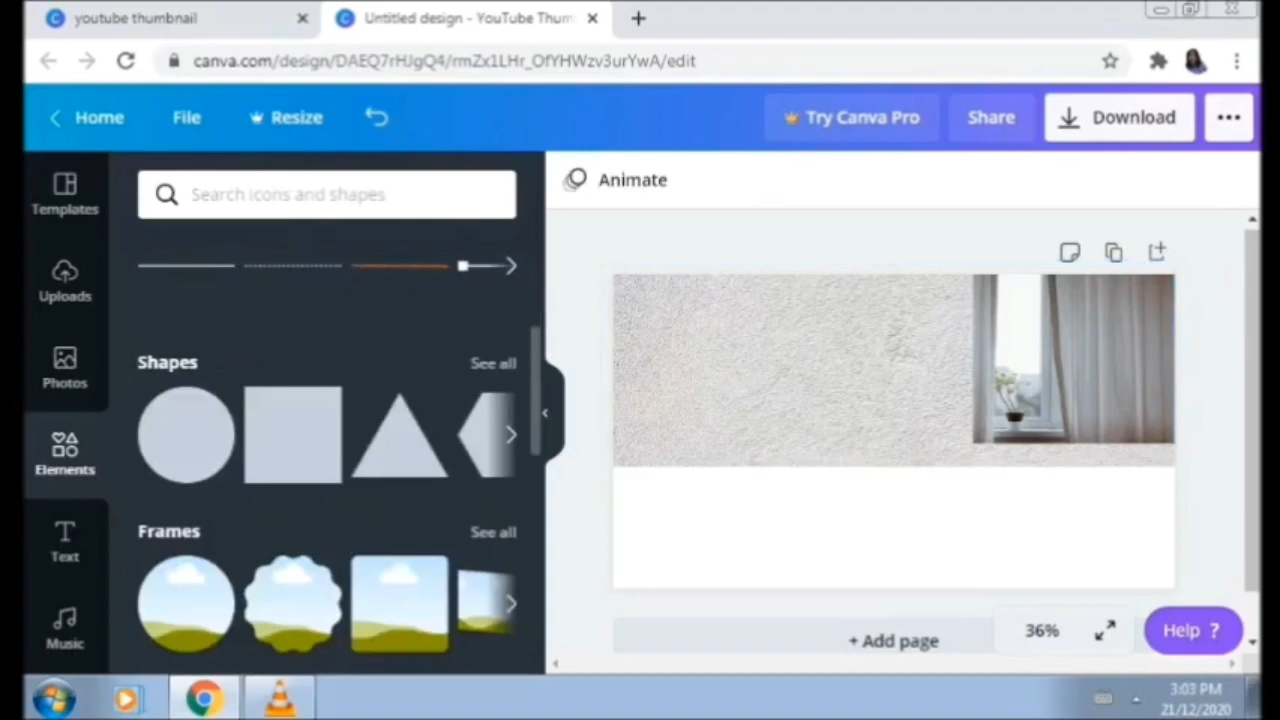 youtube thumbnail
Untitled design - YouTube Thum
canva.com/design/DAEQ7rHJgQ4/rmZx1LHr_OfYHWzv3urYwA/edit
Home File Resize Try Canva Pro Share Download
Templates
Search icons and shapes
Animate
Uploads
Shapes See all
Photos
Elements
Frames See all
Text
Music
+ Add page 36% Help ?
3:03 PM
21/12/2020